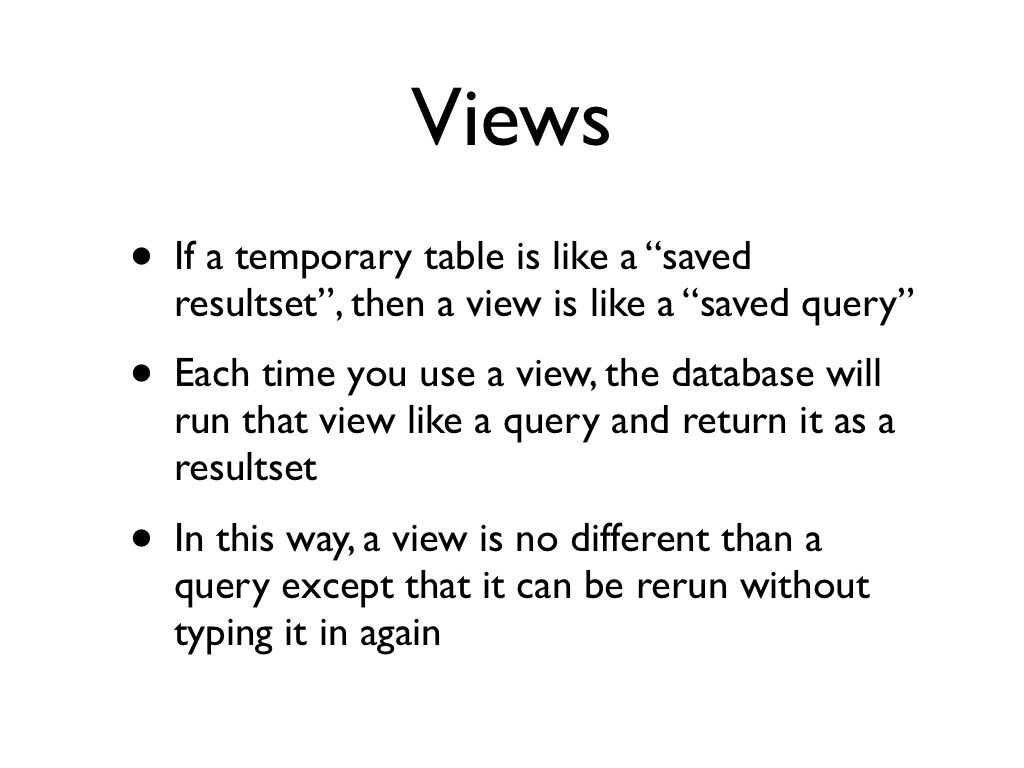 Views
• If a temporary table is like a “saved
resultset”, then a view is like a “saved query”
• Each time you use a view, the database will
run that view like a query and return it as a
resultset
• In this way, a view is no different than a
query except that it can be rerun without
typing it in again